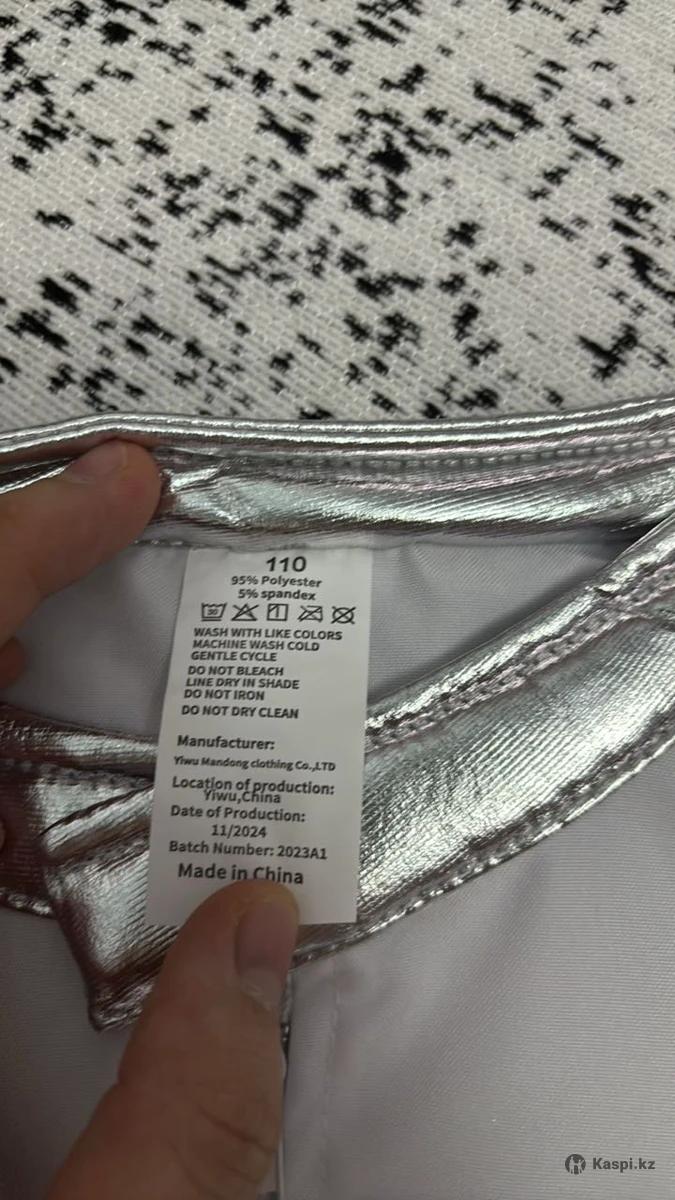 110
95% Polyester
5% spandex
30
WASH WITH LIKE COLORS
MACHINE WASH COLD
GENTLE CYCLE
DO NOT BLEACH
LINE DRY IN SHADE
DO NOT IRON
DO NOT DRY CLEAN
Manufacturer:
Yiwu Mandong clothing Co.,LTD
Location of production:
Yiwu,China
Date of Production:
11/2024
Batch Number: 2023A1
Made in China
Kaspi.kz